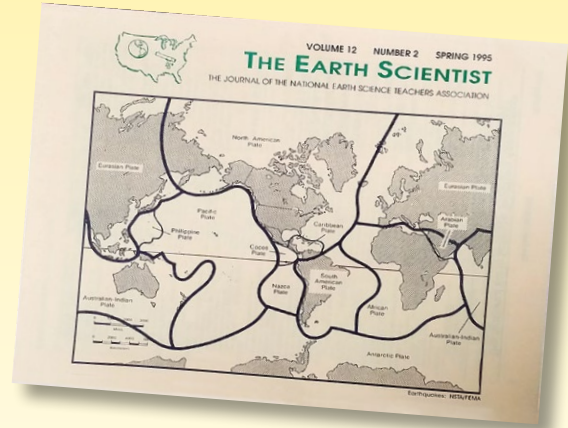 VOLUME 12 NUMBER 2 SPRING 1995
THE EARTH SCIENTIST
THE JOURNAL OF THE NATIONAL EARTH SCIENCE TEACHERS ASSOCIATION
North American
Plate
Eurasian Plate
Eurasian Plate
Pacific
Plate
Philippine
Plate
Caribbean
Plate
Arabian
Plate
Cocos
Plate
Nazca
Plate
South
American
Plate
African
Plate
Australian-Indian
Plate
Australian-Indian
Plate
Antarctic Plate
Earthquakes: NSTA/FEMA